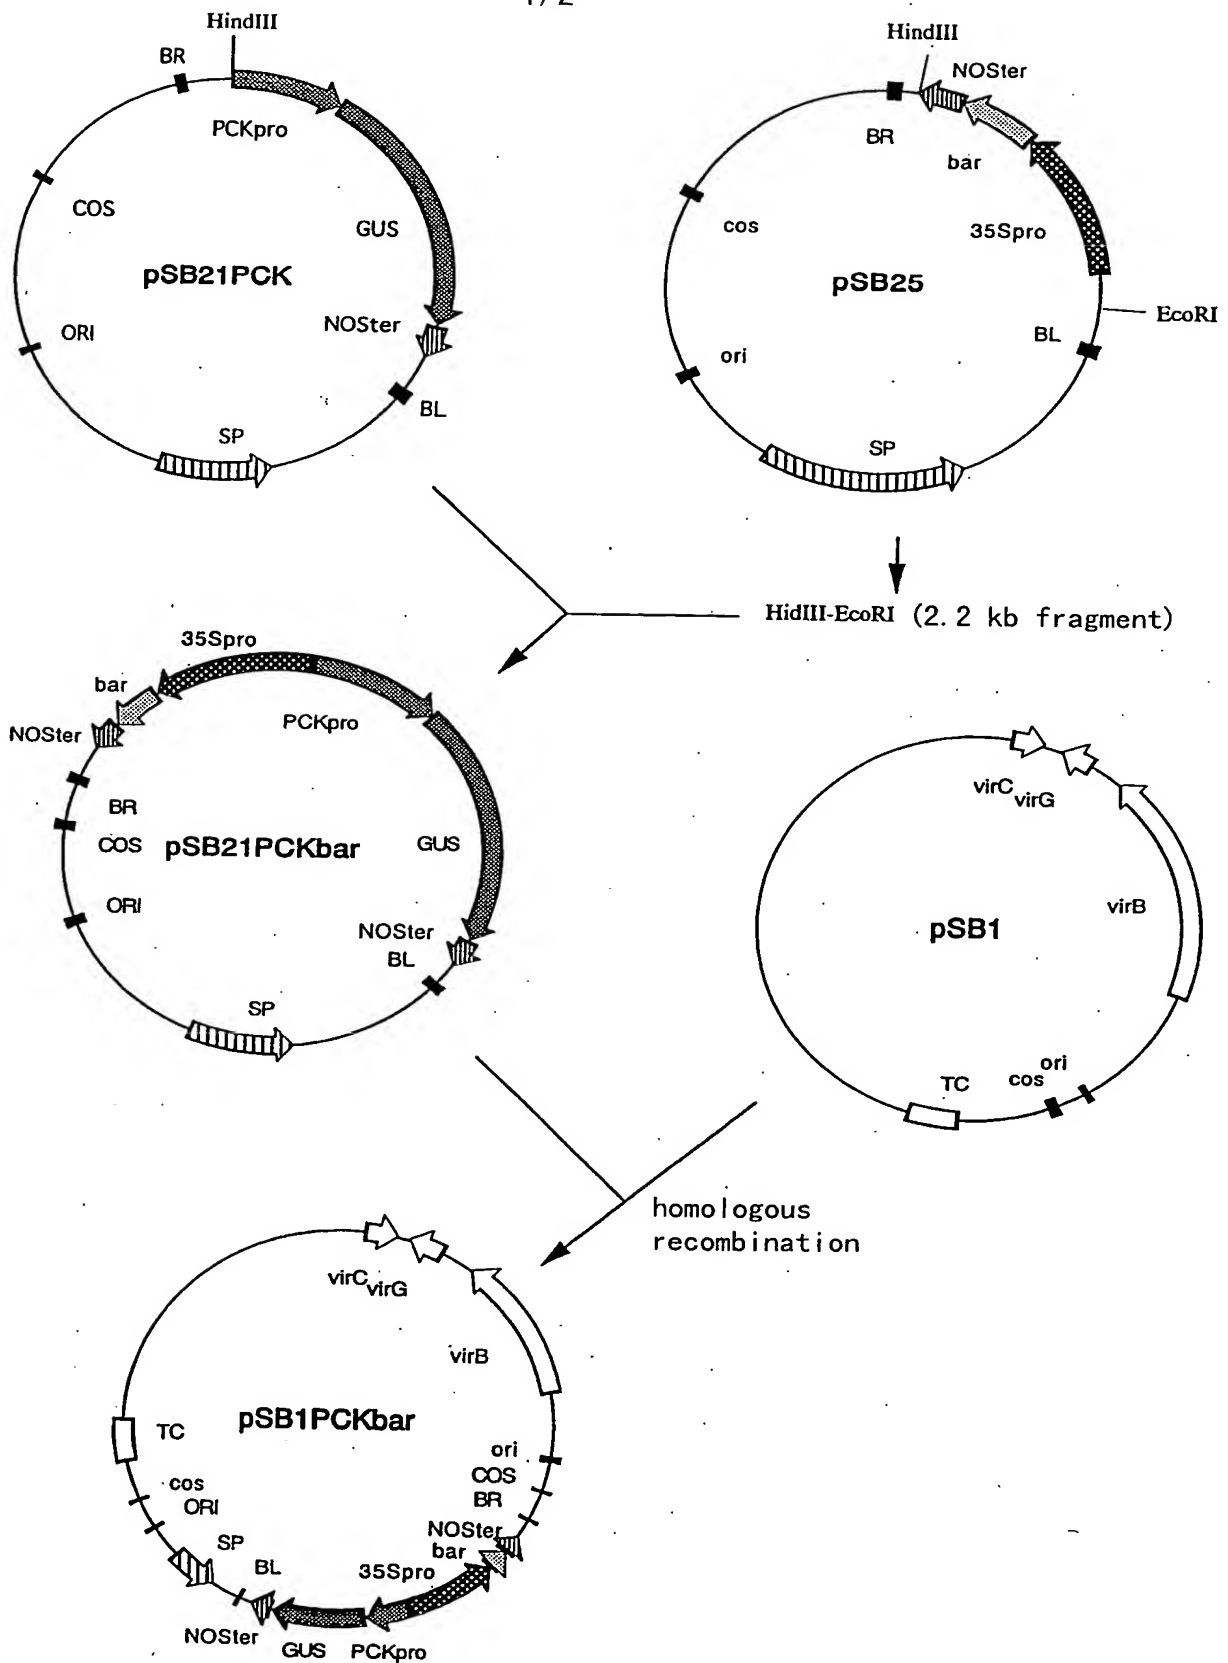 1/2
HindIII
BR
PCKpro
COS
GUS
pSB21PCK
NOSter
ORI
BL
SP
HindIII
NOSter
BR
bar
cos
35Spro
pSB25
EcoRI
BL
ori
SP
HidIII-EcoRI (2.2 kb fragment)
35Spro
bar
PCKpro
NOSter
BR
COS
pSB21PCKbar
GUS
ORI
NOSter
BL
SP
virC
virG
virB
pSB1
ori
cos
TC
homologous
recombination
virC
virG
virB
pSB1PCKbar
TC
ori
COS
BR
cos
ORI
NOSter
bar
SP
BL
35Spro
NOSter
GUS
PCKpro